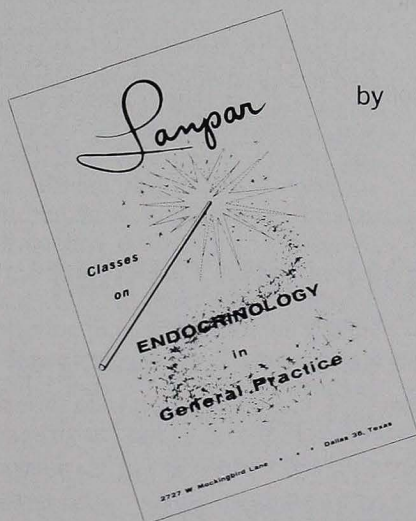 by
Lanpar
Classes
on
ENDOCRINOLOGY
in
General Practice
2727 W Mockingbird Lane • • • Dallas 35, Texas